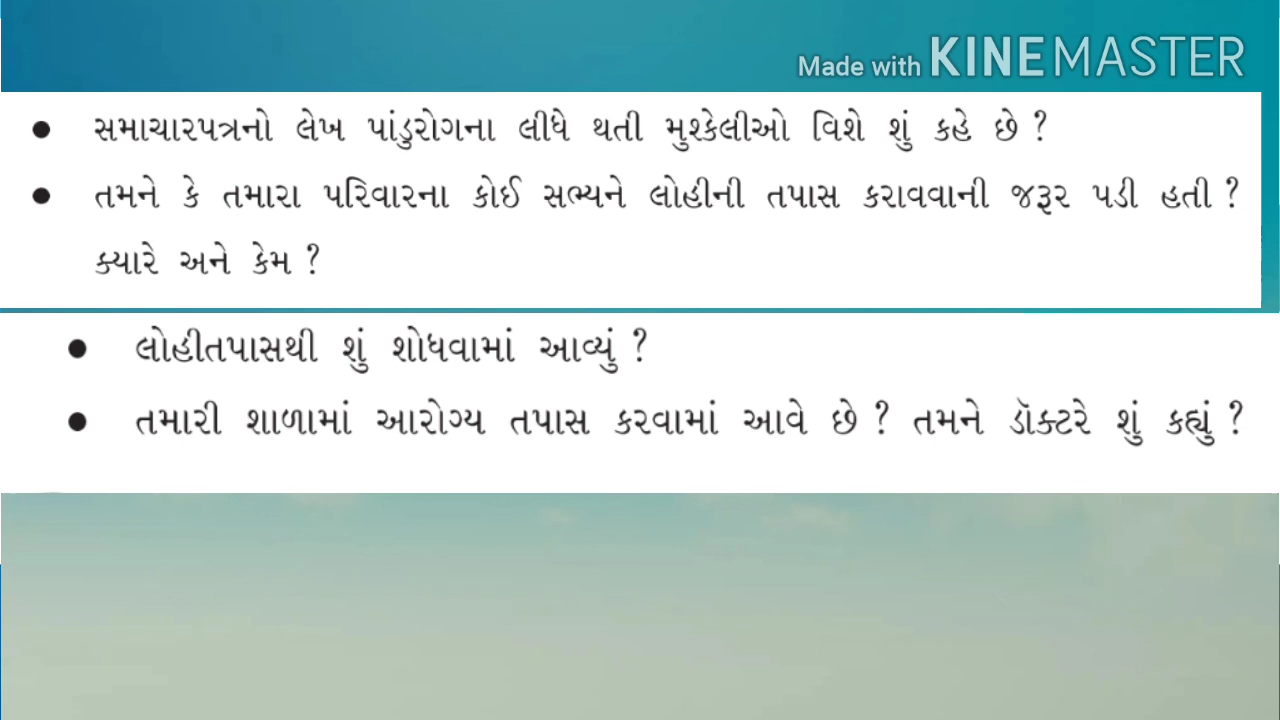 Made with KINEMASTER
● સમાચારપત્રનો લેખ પાંડુરોગના લીધે થતી મુશ્કેલીઓ વિશે શું કહે છે ?
● તમને કે તમારા પરિવારના કોઈ સભ્યને લોહીની તપાસ કરાવવાની જરૂર પડી હતી ?
ક્યારે અને કેમ ?
● લોહીતપાસથી શું શોધવામાં આવ્યું ?
● તમારી શાળામાં આરોગ્ય તપાસ કરવામાં આવે છે ? તમને ડૉક્ટરે શું કહ્યું ?